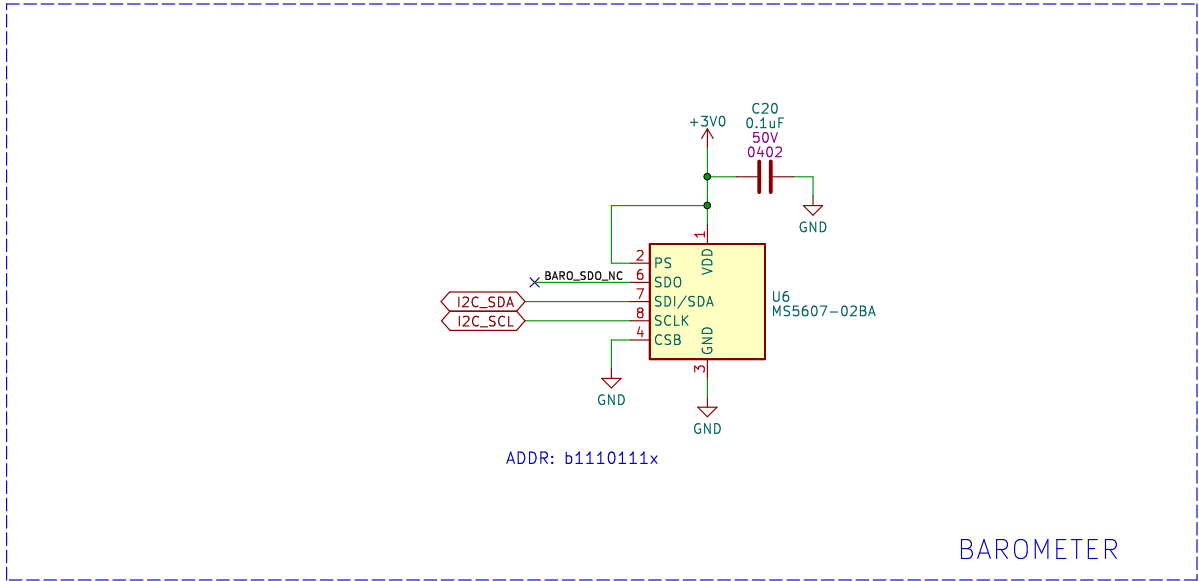 C20
+3V0
0.1uF
50V
0402
GND
1
VDD
2
PS
BARO_SDO_NC
6
SDO
I2C_SDA
7
SDI/SDA
U6
I2C_SCL
8
SCLK
MS5607-02BA
4
CSB
GND
3
GND
GND
ADDR: b1110111x
BAROMETER